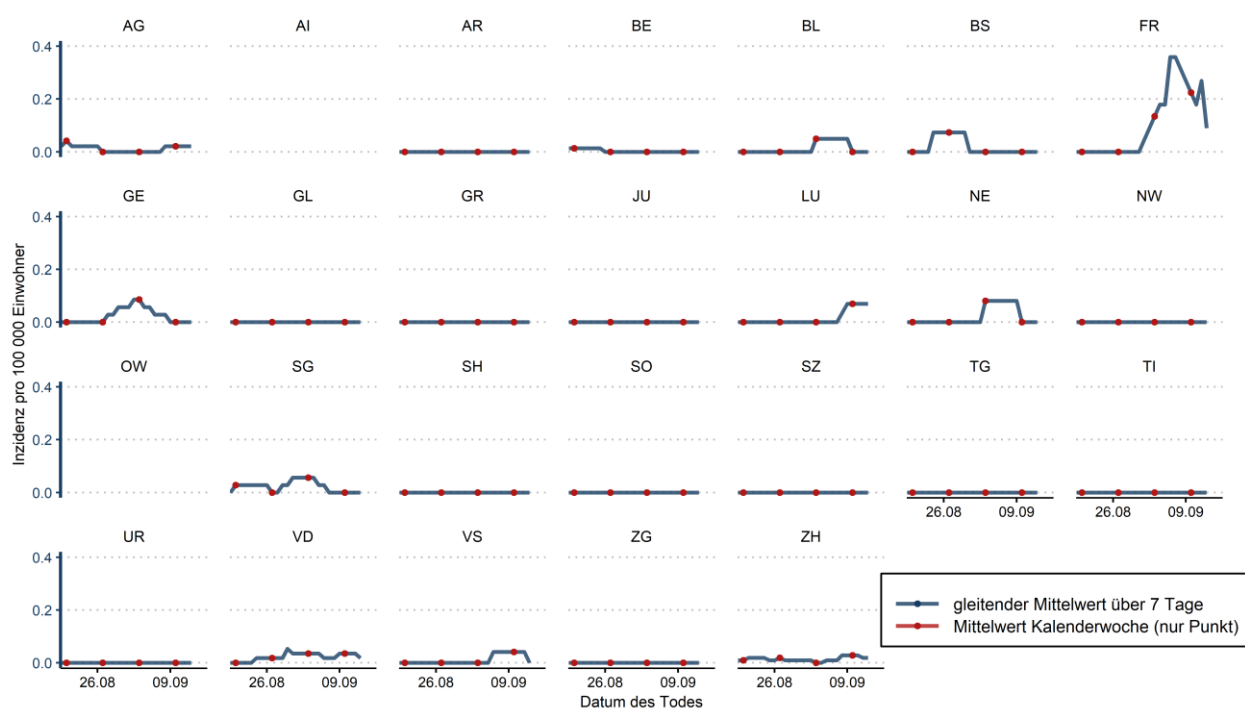 AG AI AR BE BL BS FR
0.4
0.2
0.0
GE GL GR JU LU NE NW
0.4
0.2
0.0
OW SG SH SO SZ TG TI
0.4
0.2
0.0
26.08 09.09 26.08 09.09
UR VD VS ZG ZH
0.4
0.2
0.0
26.08 09.09 26.08 09.09 26.08 09.09 26.08 09.09 26.08 09.09
Inzidenz pro 100 000 Einwohner
Datum des Todes
gleitender Mittelwert über 7 Tage
Mittelwert Kalenderwoche (nur Punkt)